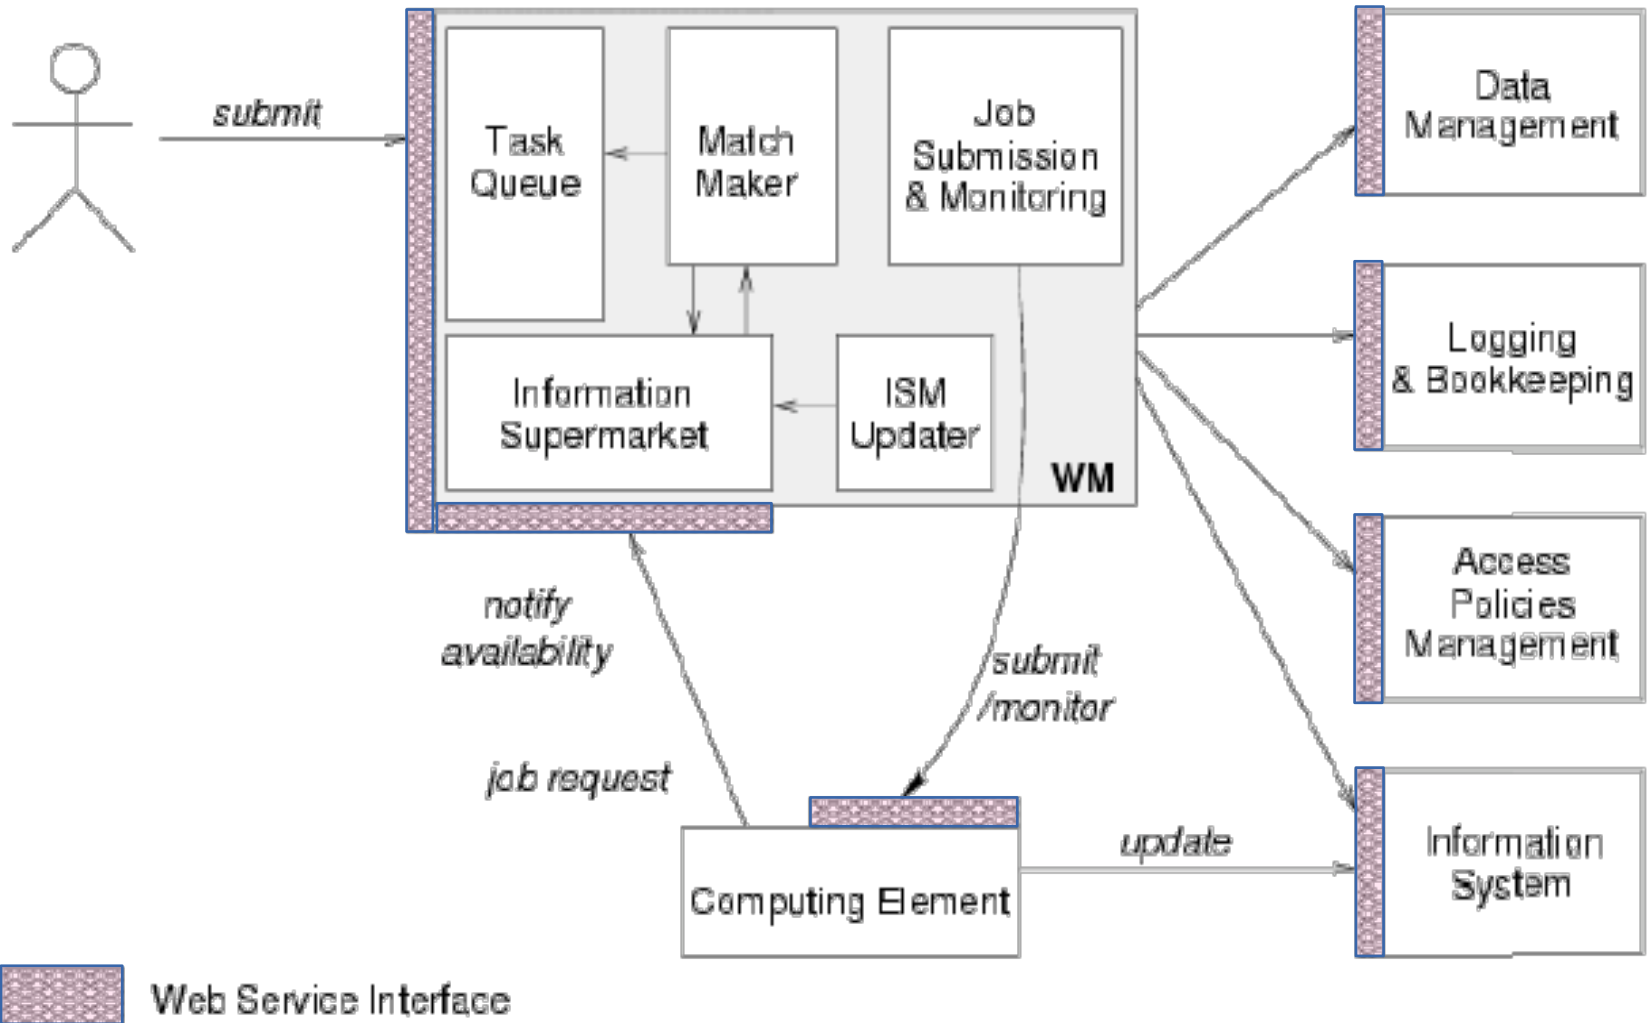 submit
Task
Queue
Match
Maker
Job
Submission
& Monitoring
Data
Management
Logging
& Bookkeeping
Information
Supermarket
ISM
Updater
WM
Access
Policies
Management
notify
availability
submit
/monitor
job request
update
Computing Element
Information
System
Web Service Interface